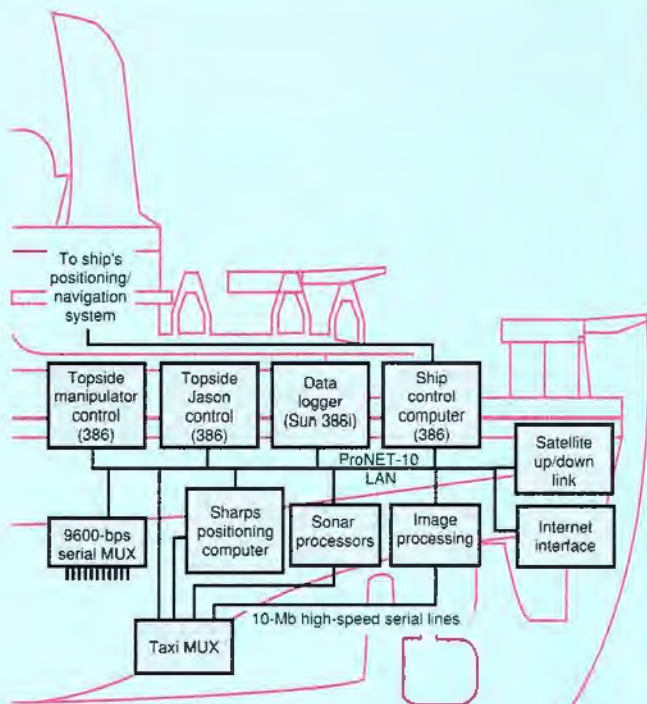 To ship's
positioning/
navigation
system
Topside
manipulator
control
(386)
Topside
Jason
control
(386)
Data
logger
(Sun 386i)
Ship
control
computer
(386)
ProNET-10
LAN
Satellite
up/down
link
9600-bps
serial MUX
Sharps
positioning
computer
Sonar
processors
Image
processing
Internet
interface
10-Mb high-speed serial lines
Taxi MUX